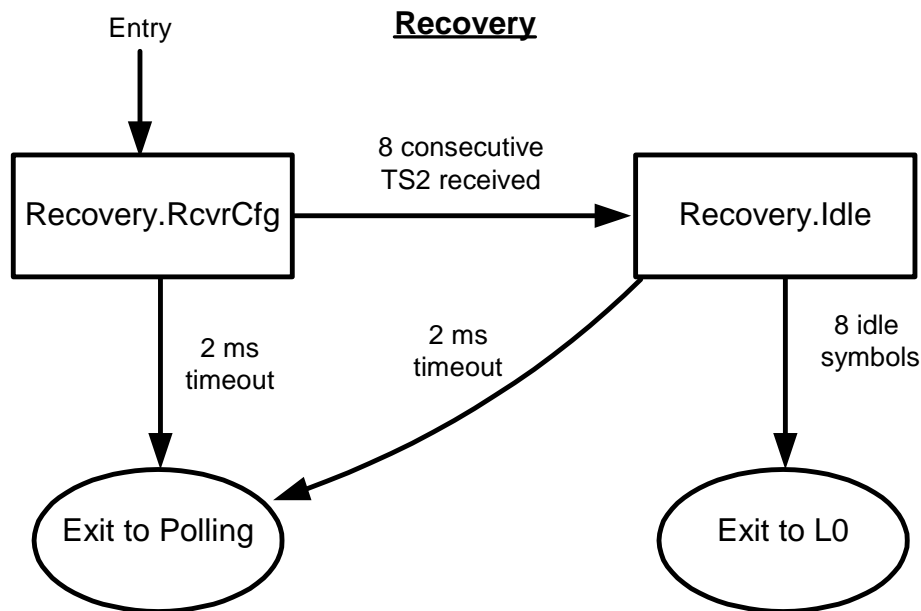 Recovery
Entry
8 consecutive
TS2 received
Recovery.RcvrCfg
Recovery.Idle
2 ms
timeout
2 ms
timeout
8 idle
symbols
Exit to Polling
Exit to L0